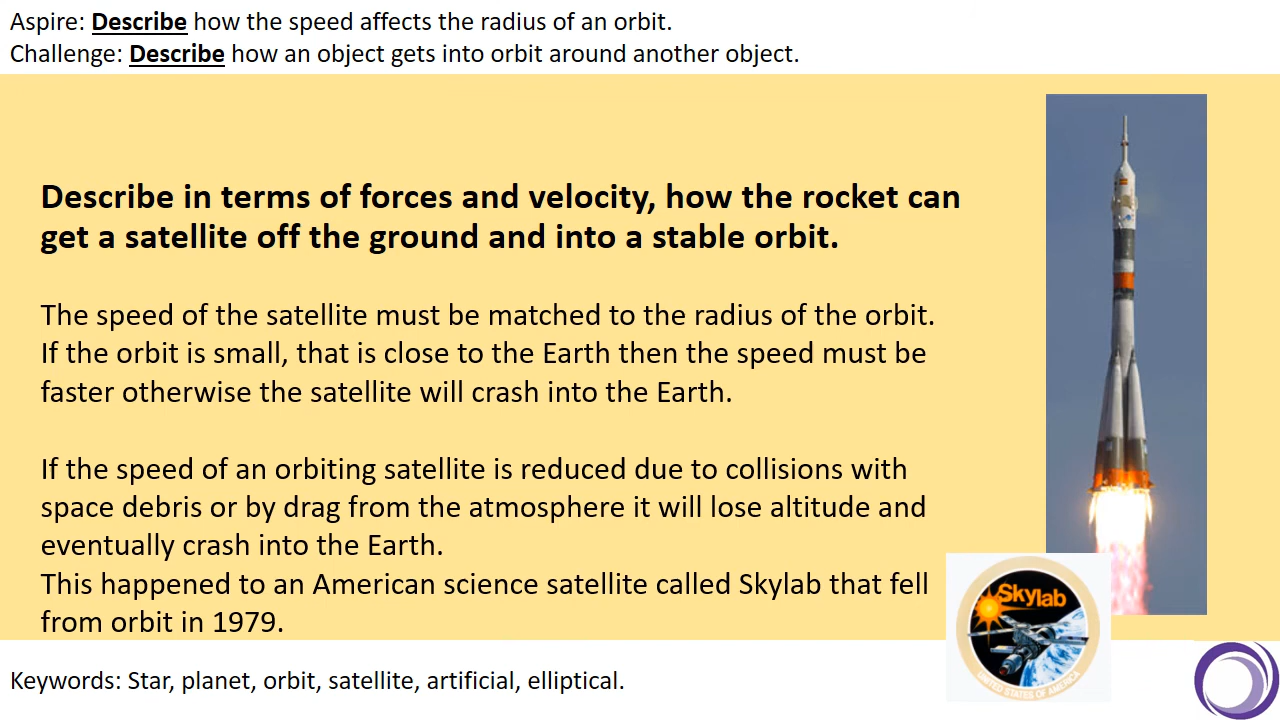 Aspire: Describe how the speed affects the radius of an orbit.
Challenge: Describe how an object gets into orbit around another object.
Describe in terms of forces and velocity, how the rocket can
get a satellite off the ground and into a stable orbit.
The speed of the satellite must be matched to the radius of the orbit.
If the orbit is small, that is close to the Earth then the speed must be
faster otherwise the satellite will crash into the Earth.
If the speed of an orbiting satellite is reduced due to collisions with
space debris or by drag from the atmosphere it will lose altitude and
eventually crash into the Earth.
This happened to an American science satellite called Skylab that fell
from orbit in 1979.
Skylab
UNITED STATES OF AMERICA
Keywords: Star, planet, orbit, satellite, artificial, elliptical.